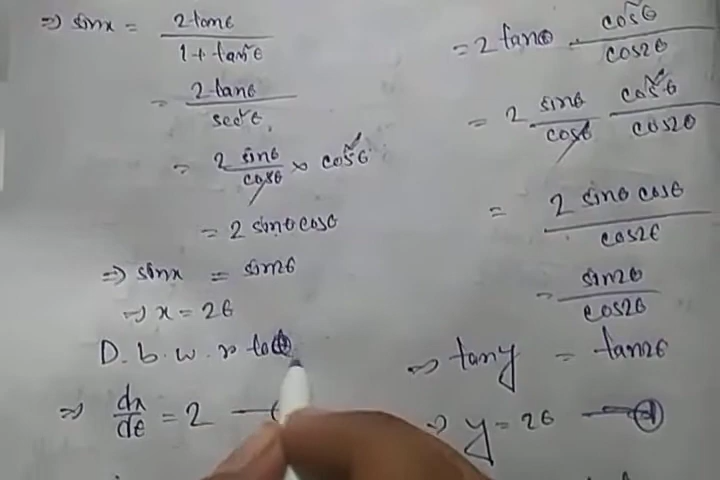 ⇒ sinx = 2tanθ / 1 + tan²θ
= 2tanθ / sec²θ
= 2 sinθ / cosθ × cos²θ
= 2 sinθ cosθ
⇒ sinx = sin2θ
⇒ x = 2θ
D. b. w. r to θ
⇒ dx/dθ = 2 —
= 2 tanθ · cos²θ / cos2θ
= 2 sinθ / cosθ cos²θ / cos2θ
= 2 sinθ cosθ / cos2θ
= sin2θ / cos2θ
⇒ tany = tan2θ
⇒ y = 2θ —